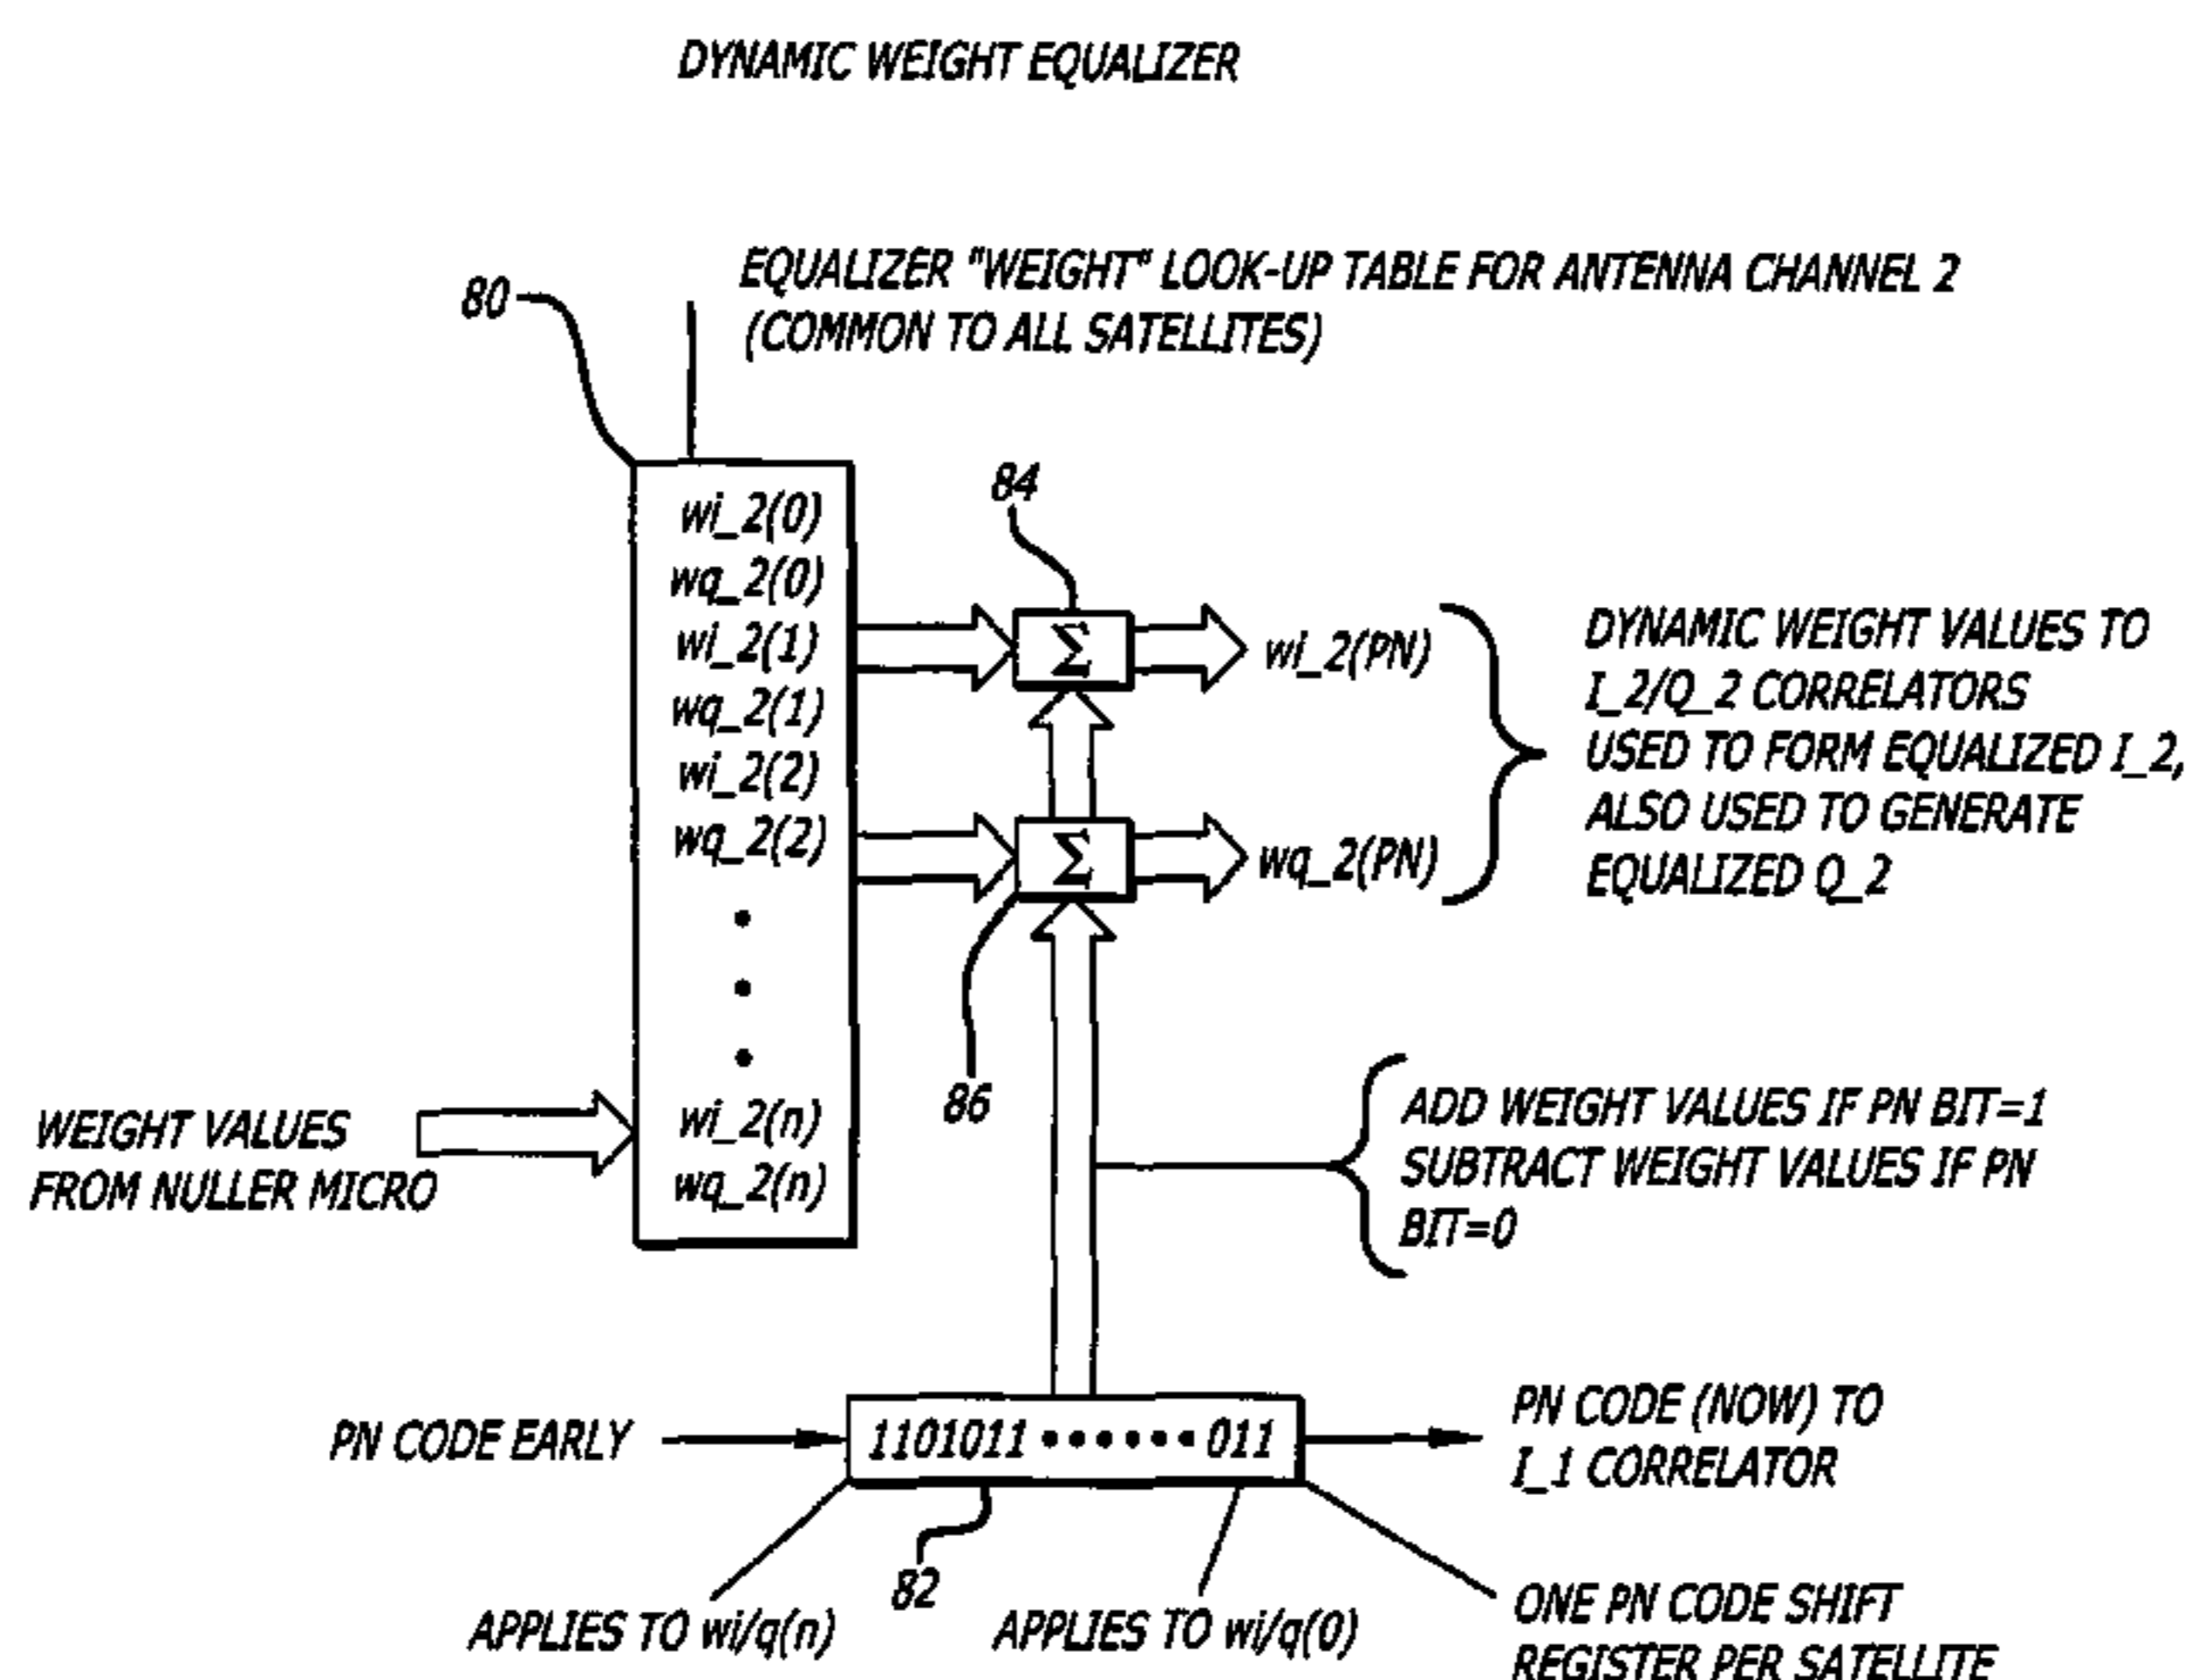 DYNAMIC WEIGHT EQUALIZER
80
EQUALIZER "WEIGHT" LOOK-UP TABLE FOR ANTENNA CHANNEL 2
(COMMON TO ALL SATELLITES)
wi_2(0)
wq_2(0)
wi_2(1)
wq_2(1)
wi_2(2)
wq_2(2)
wi_2(n)
wq_2(n)
84
Σ
wi_2(PN)
Σ
wq_2(PN)
86
DYNAMIC WEIGHT VALUES TO
I_2/Q_2 CORRELATORS
USED TO FORM EQUALIZED I_2,
ALSO USED TO GENERATE
EQUALIZED Q_2
WEIGHT VALUES
FROM NULLER MICRO
ADD WEIGHT VALUES IF PN BIT=1
SUBTRACT WEIGHT VALUES IF PN
BIT=0
PN CODE EARLY
1101011 •••••• 011
PN CODE (NOW) TO
I_1 CORRELATOR
82
APPLIES TO wi/q(n)
APPLIES TO wi/q(0)
ONE PN CODE SHIFT
REGISTER PER SATELLITE